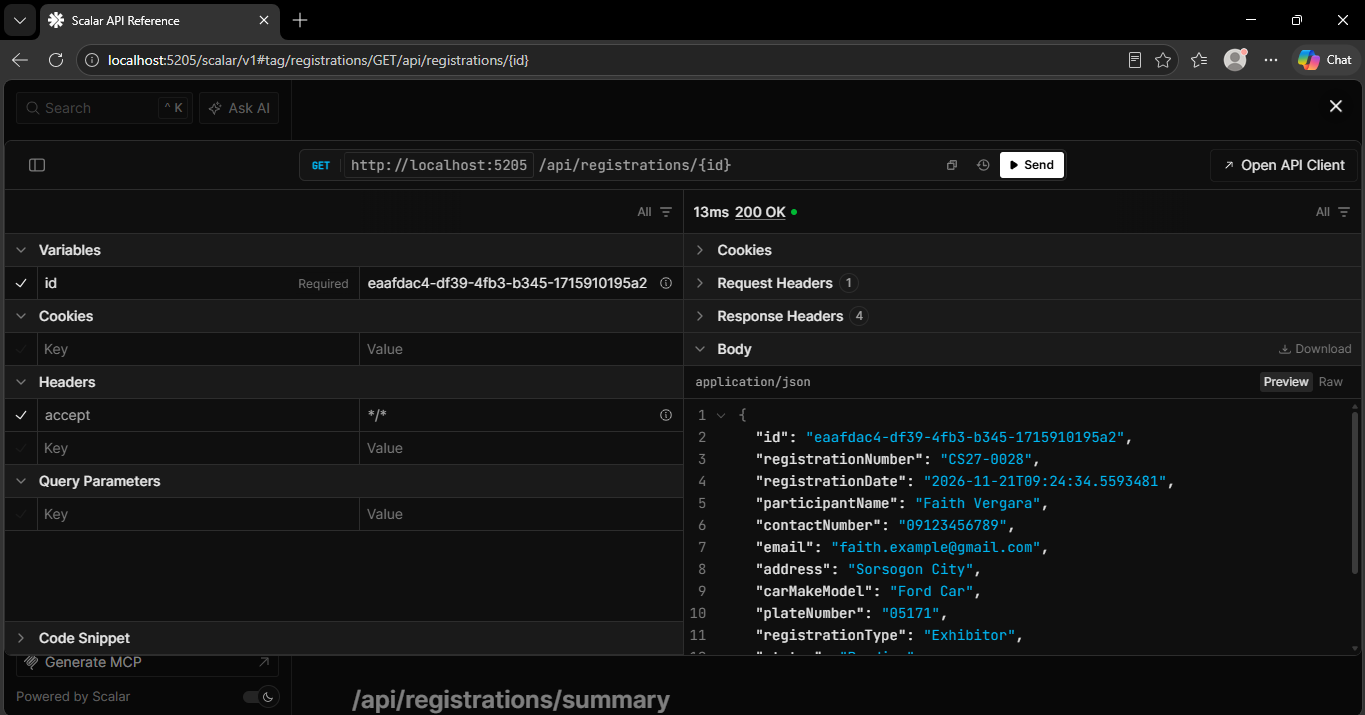 Scalar API Reference
localhost:5205/scalar/v1#tag/registrations/GET/api/registrations/{id}
Chat
Search ^ K Ask AI
GET http://localhost:5205 /api/registrations/{id} Send Open API Client
All 13ms 200 OK All
Variables
id Required eaafdac4-df39-4fb3-b345-1715910195a2
Cookies
Key Value
Headers
accept */*
Key Value
Query Parameters
Key Value
Code Snippet
Cookies
Request Headers 1
Response Headers 4
Body Download
application/json Preview Raw
1 {
2 "id": "eaafdac4-df39-4fb3-b345-1715910195a2",
3 "registrationNumber": "CS27-0028",
4 "registrationDate": "2026-11-21T09:24:34.5593481",
5 "participantName": "Faith Vergara",
6 "contactNumber": "09123456789",
7 "email": "faith.example@gmail.com",
8 "address": "Sorsogon City",
9 "carMakeModel": "Ford Car",
10 "plateNumber": "05171",
11 "registrationType": "Exhibitor",
Generate MCP
Powered by Scalar
/api/registrations/summary